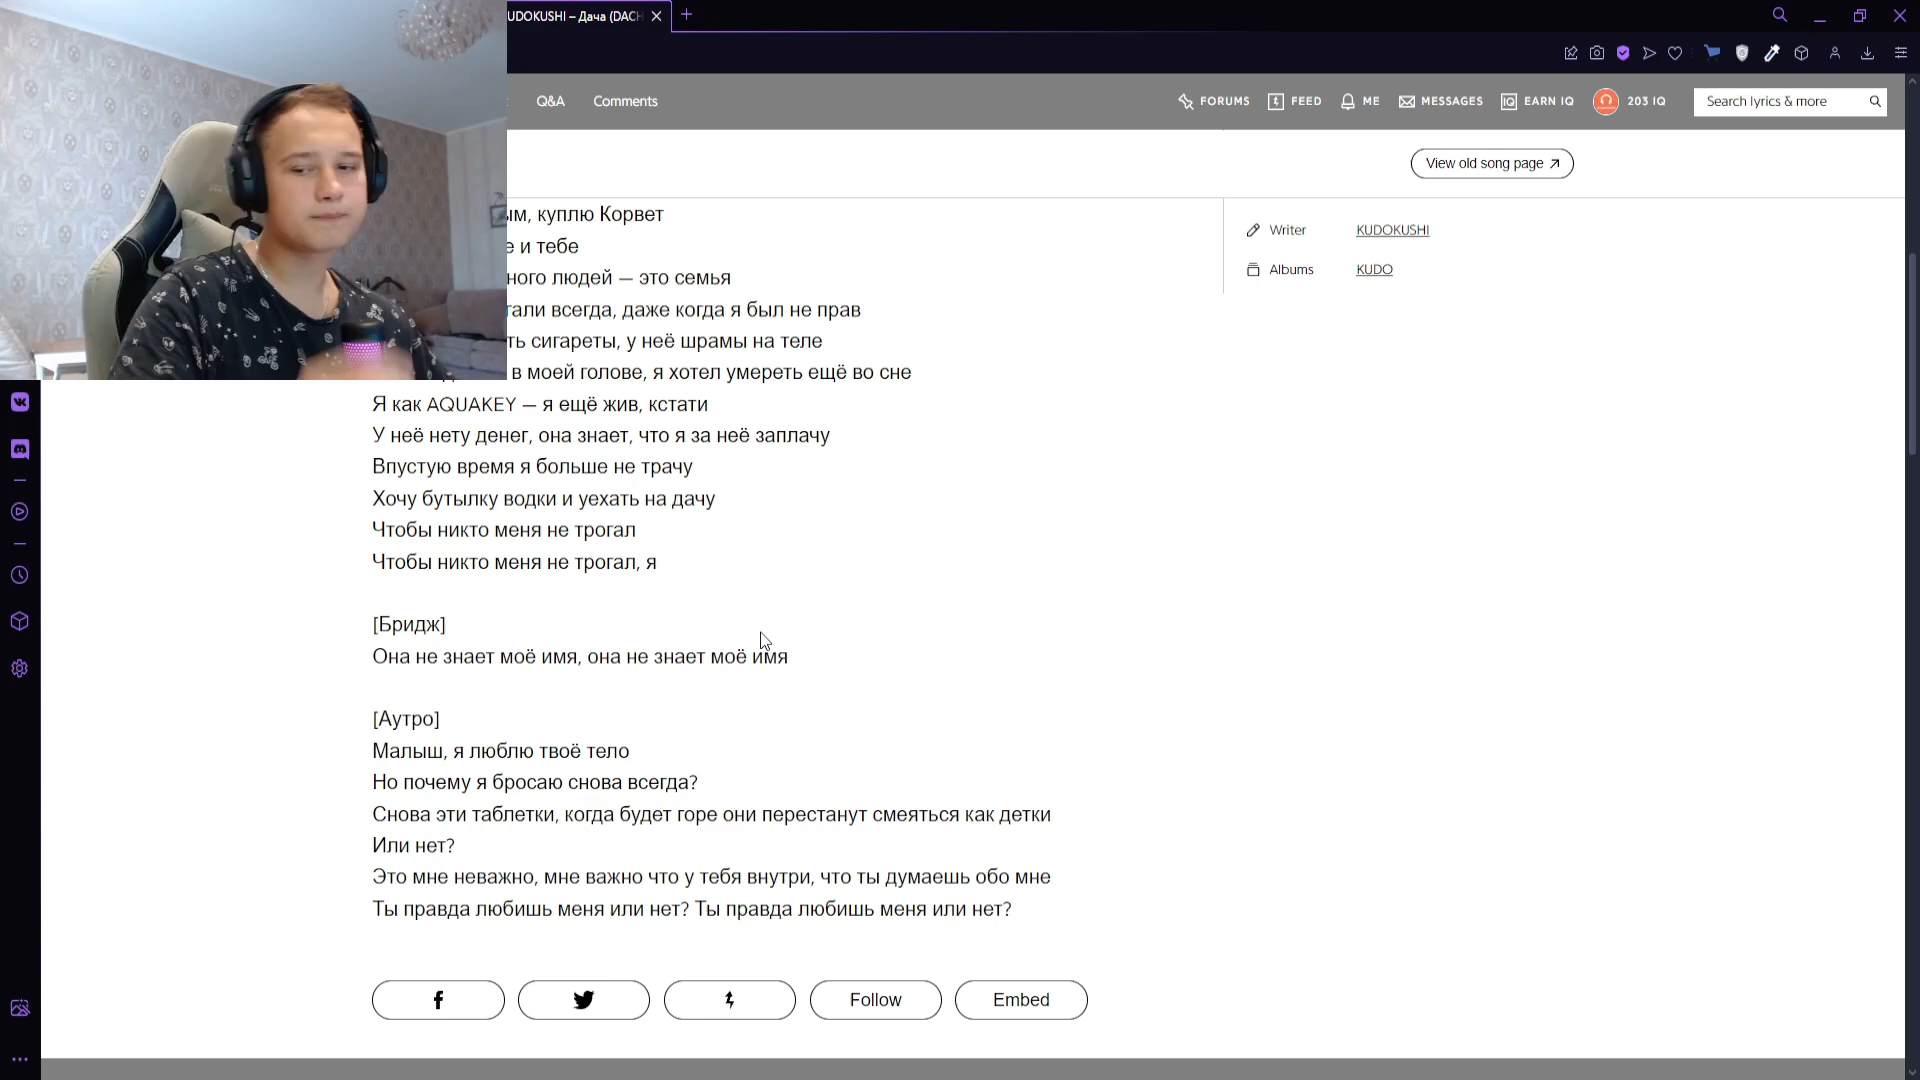 UDOKUSHI – Дача (DACH
Q&A
Comments
FORUMS
FEED
ME
MESSAGES
EARN IQ
203 IQ
Search lyrics & more
View old song page
ым, куплю Корвет
е и тебе
ного людей — это семья
гали всегда, даже когда я был не прав
ть сигареты, у неё шрамы на теле
в моей голове, я хотел умереть ещё во сне
Я как AQUAKEY — я ещё жив, кстати
У неё нету денег, она знает, что я за неё заплачу
Впустую время я больше не трачу
Хочу бутылку водки и уехать на дачу
Чтобы никто меня не трогал
Чтобы никто меня не трогал, я
[Бридж]
Она не знает моё имя, она не знает моё имя
[Аутро]
Малыш, я люблю твоё тело
Но почему я бросаю снова всегда?
Снова эти таблетки, когда будет горе они перестанут смеяться как детки
Или нет?
Это мне неважно, мне важно что у тебя внутри, что ты думаешь обо мне
Ты правда любишь меня или нет? Ты правда любишь меня или нет?
Writer
KUDOKUSHI
Albums
KUDO
Follow
Embed